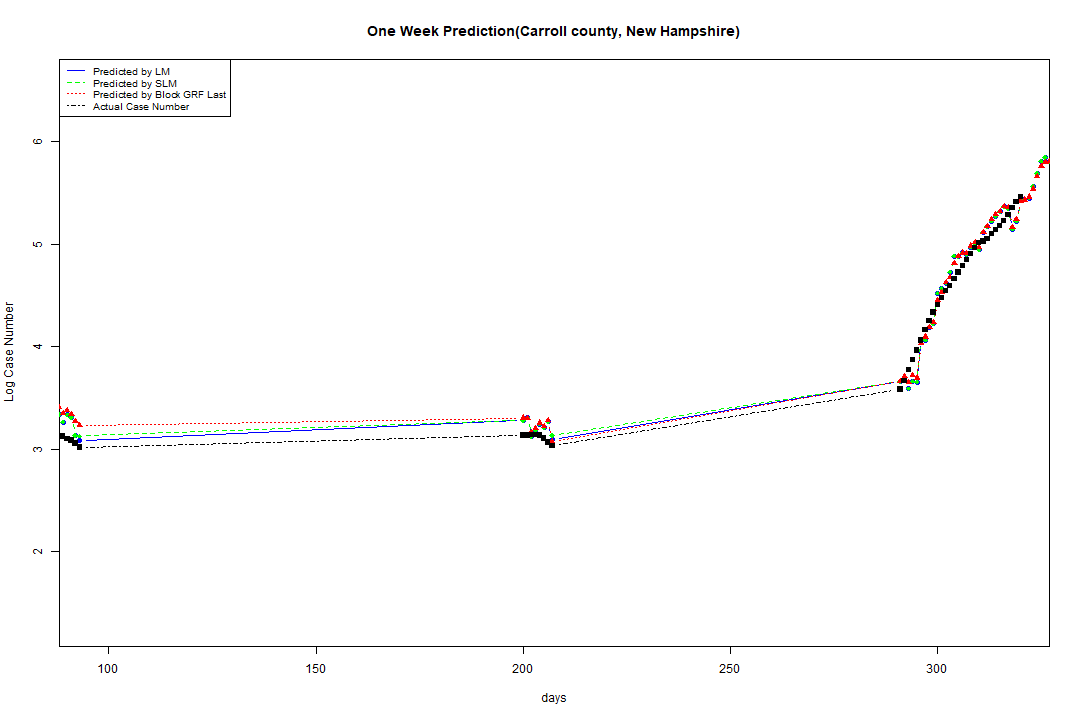 One Week Prediction(Carroll county, New Hampshire)
Predicted by LM
Predicted by SLM
Predicted by Block GRF Last
Actual Case Number
6
5
4
3
2
Log Case Number
100 150 200 250 300
days